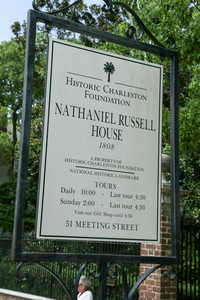 HISTORIC CHARLESTON
FOUNDATION
NATHANIEL RUSSELL
HOUSE
1808
A PROPERTY OF
HISTORIC CHARLESTON FOUNDATION
NATIONAL HISTORIC LANDMARK
TOURS
Daily 10:00 - Last tour 4:30
Sunday 2:00 - Last tour 4:30
Visit our Gift Shop until 4:30
51 MEETING STREET